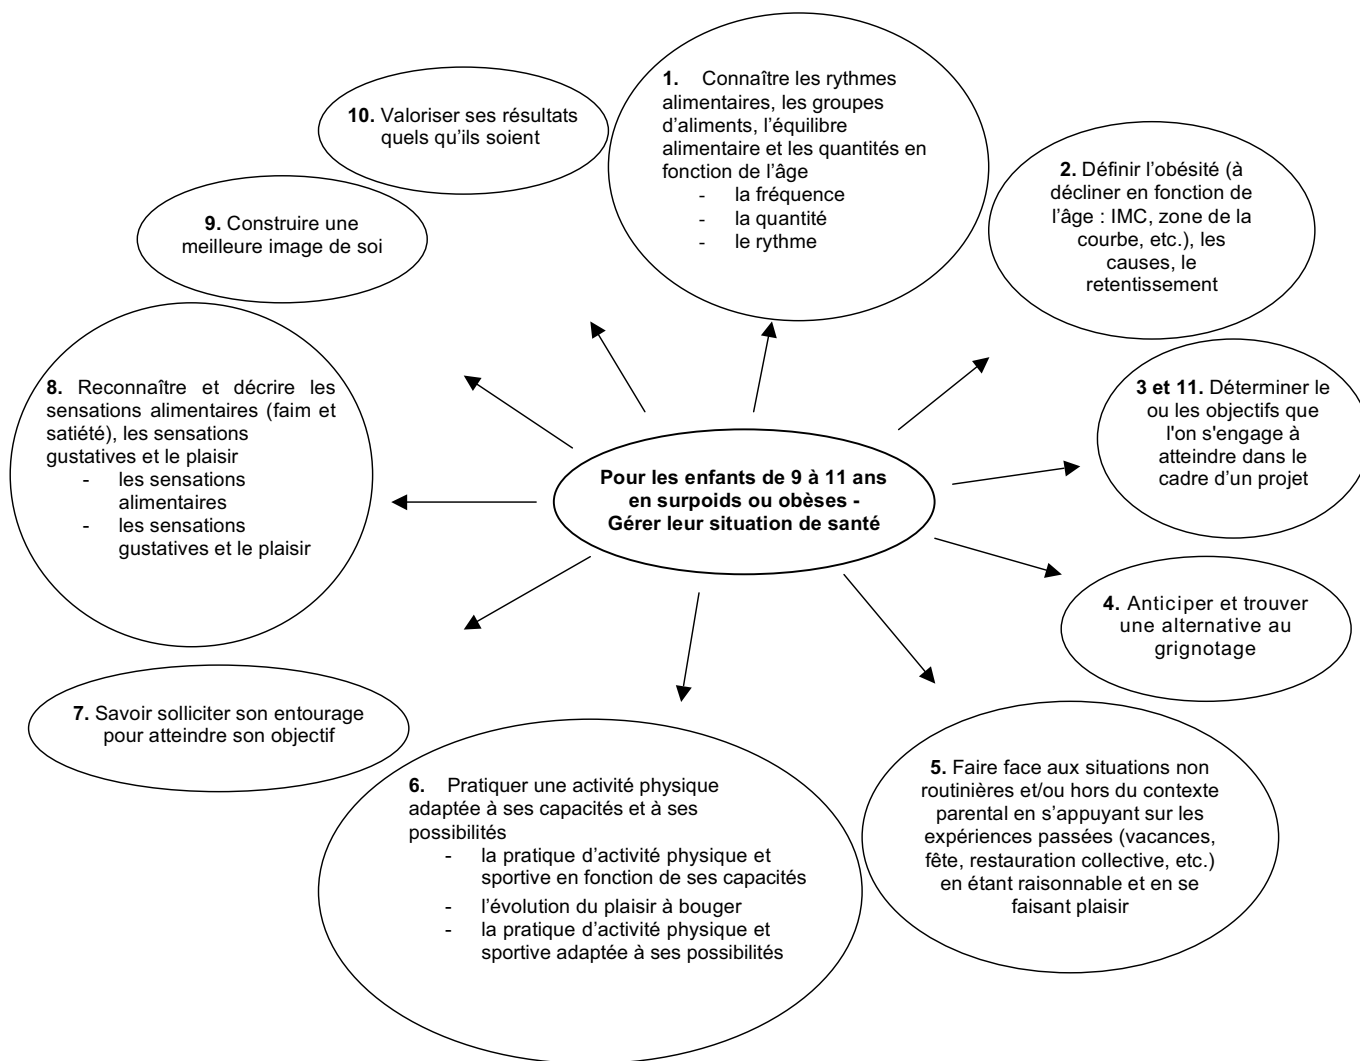 1. Connaître les rythmes
alimentaires, les groupes
d'aliments, l'équilibre
alimentaire et les quantités en
fonction de l'âge
- la fréquence
- la quantité
- le rythme
2. Définir l'obésité (à
décliner en fonction de
l'âge : IMC, zone de la
courbe, etc.), les
causes, le
retentissement
3 et 11. Déterminer le
ou les objectifs que
l'on s'engage à
atteindre dans le
cadre d'un projet
4. Anticiper et trouver
une alternative au
grignotage
5. Faire face aux situations non
routinières et/ou hors du contexte
parental en s'appuyant sur les
expériences passées (vacances,
fête, restauration collective, etc.)
en étant raisonnable et en se
faisant plaisir
6. Pratiquer une activité physique
adaptée à ses capacités et à ses
possibilités
- la pratique d'activité physique et
sportive en fonction de ses capacités
- l'évolution du plaisir à bouger
- la pratique d'activité physique et
sportive adaptée à ses possibilités
7. Savoir solliciter son entourage
pour atteindre son objectif
8. Reconnaître et décrire les
sensations alimentaires (faim et
satiété), les sensations
gustatives et le plaisir
- les sensations
alimentaires
- les sensations
gustatives et le plaisir
9. Construire une
meilleure image de soi
10. Valoriser ses résultats
quels qu'ils soient
Pour les enfants de 9 à 11 ans
en surpoids ou obèses -
Gérer leur situation de santé